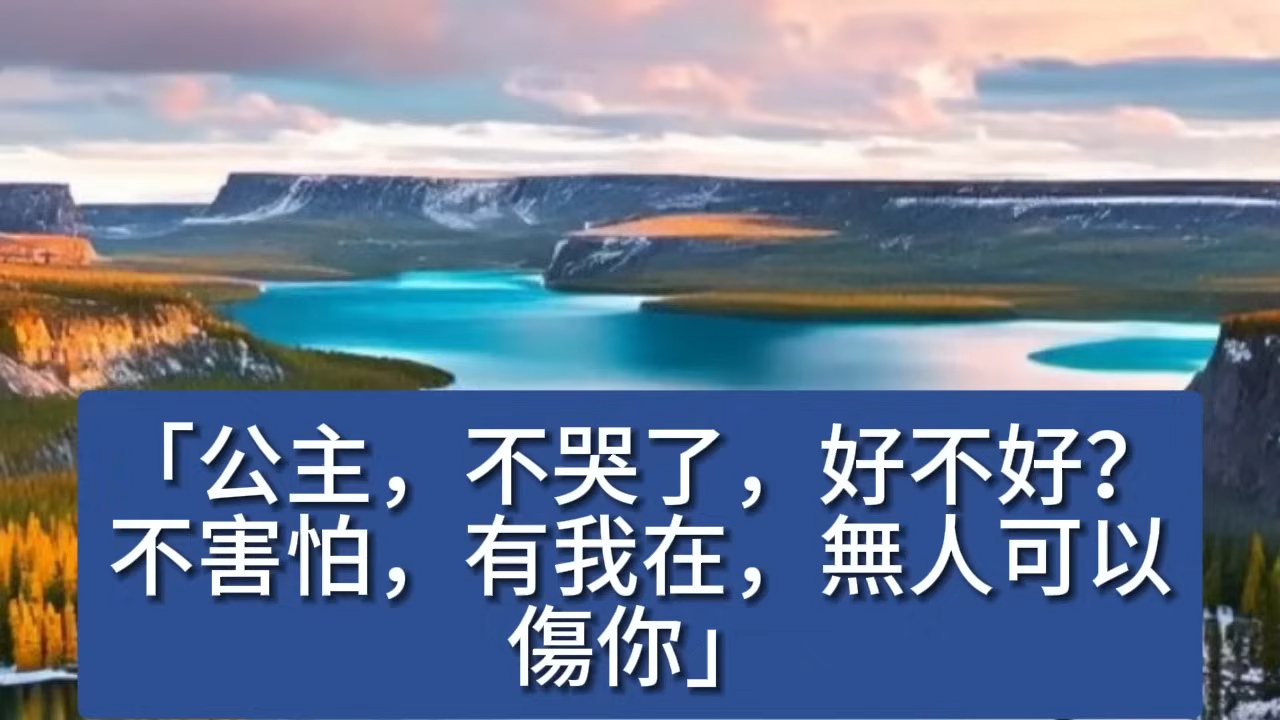 「公主，不哭了，好不好？
不害怕，有我在，無人可以
傷你」